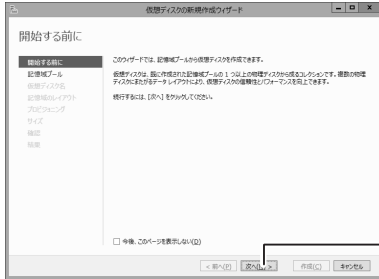 仮想ディスクの新規作成ウィザード
開始する前に
開始する前に
記憶域プール
仮想ディスク名
記憶域のレイアウト
プロビジョニング
サイズ
確認
結果
このウィザードでは、記憶域プールから仮想ディスクを作成できます。
仮想ディスクは、既に作成された記憶域プールの 1 つ以上の物理ディスクから成るコレクションです。複数の物理
ディスクにまたがるデータ レイアウトにより、仮想ディスクの信頼性とパフォーマンスを向上できます。
続行するには、[次へ] をクリックしてください。
今後、このページを表示しない(D)
< 前へ(P) 次へ(N) > 作成(C) キャンセル